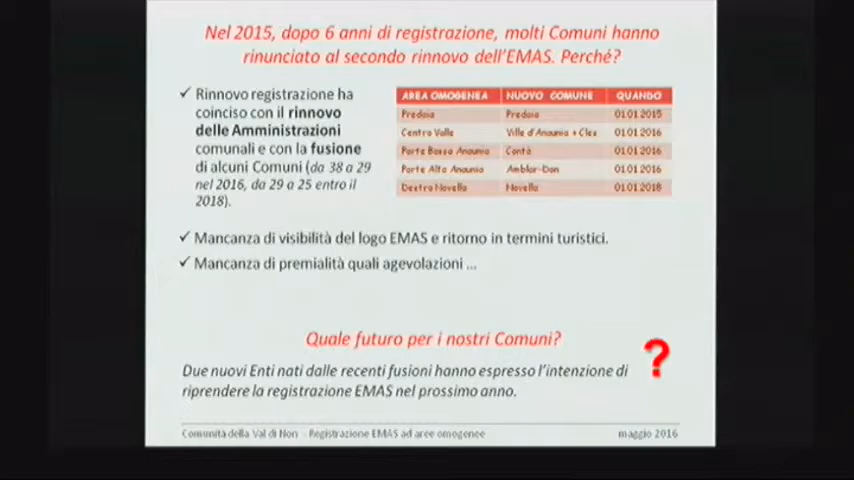 Nel 2015, dopo 6 anni di registrazione, molti Comuni hanno
rinunciato al secondo rinnovo dell'EMAS. Perché?
✓ Rinnovo registrazione ha
coinciso con il rinnovo
delle Amministrazioni
comunali e con la fusione
di alcuni Comuni (da 38 a 29
nel 2016, da 29 a 25 entro il
2018).
AREA OMOGENEA NUOVO COMUNE QUANDO
Predaia Predaia 01.01.2015
Centro Valle Ville d'Anaunia + Cles 01.01.2016
Parte Bassa Anaunia Contà 01.01.2016
Parte Alta Anaunia Amblar-Don 01.01.2016
Destra Novella Novella 01.01.2018
✓ Mancanza di visibilità del logo EMAS e ritorno in termini turistici.
✓ Mancanza di premialità quali agevolazioni ...
Quale futuro per i nostri Comuni?
?
Due nuovi Enti nati dalle recenti fusioni hanno espresso l'intenzione di
riprendere la registrazione EMAS nel prossimo anno.
Comunità della Val di Non - Registrazione EMAS ad aree omogenee maggio 2016